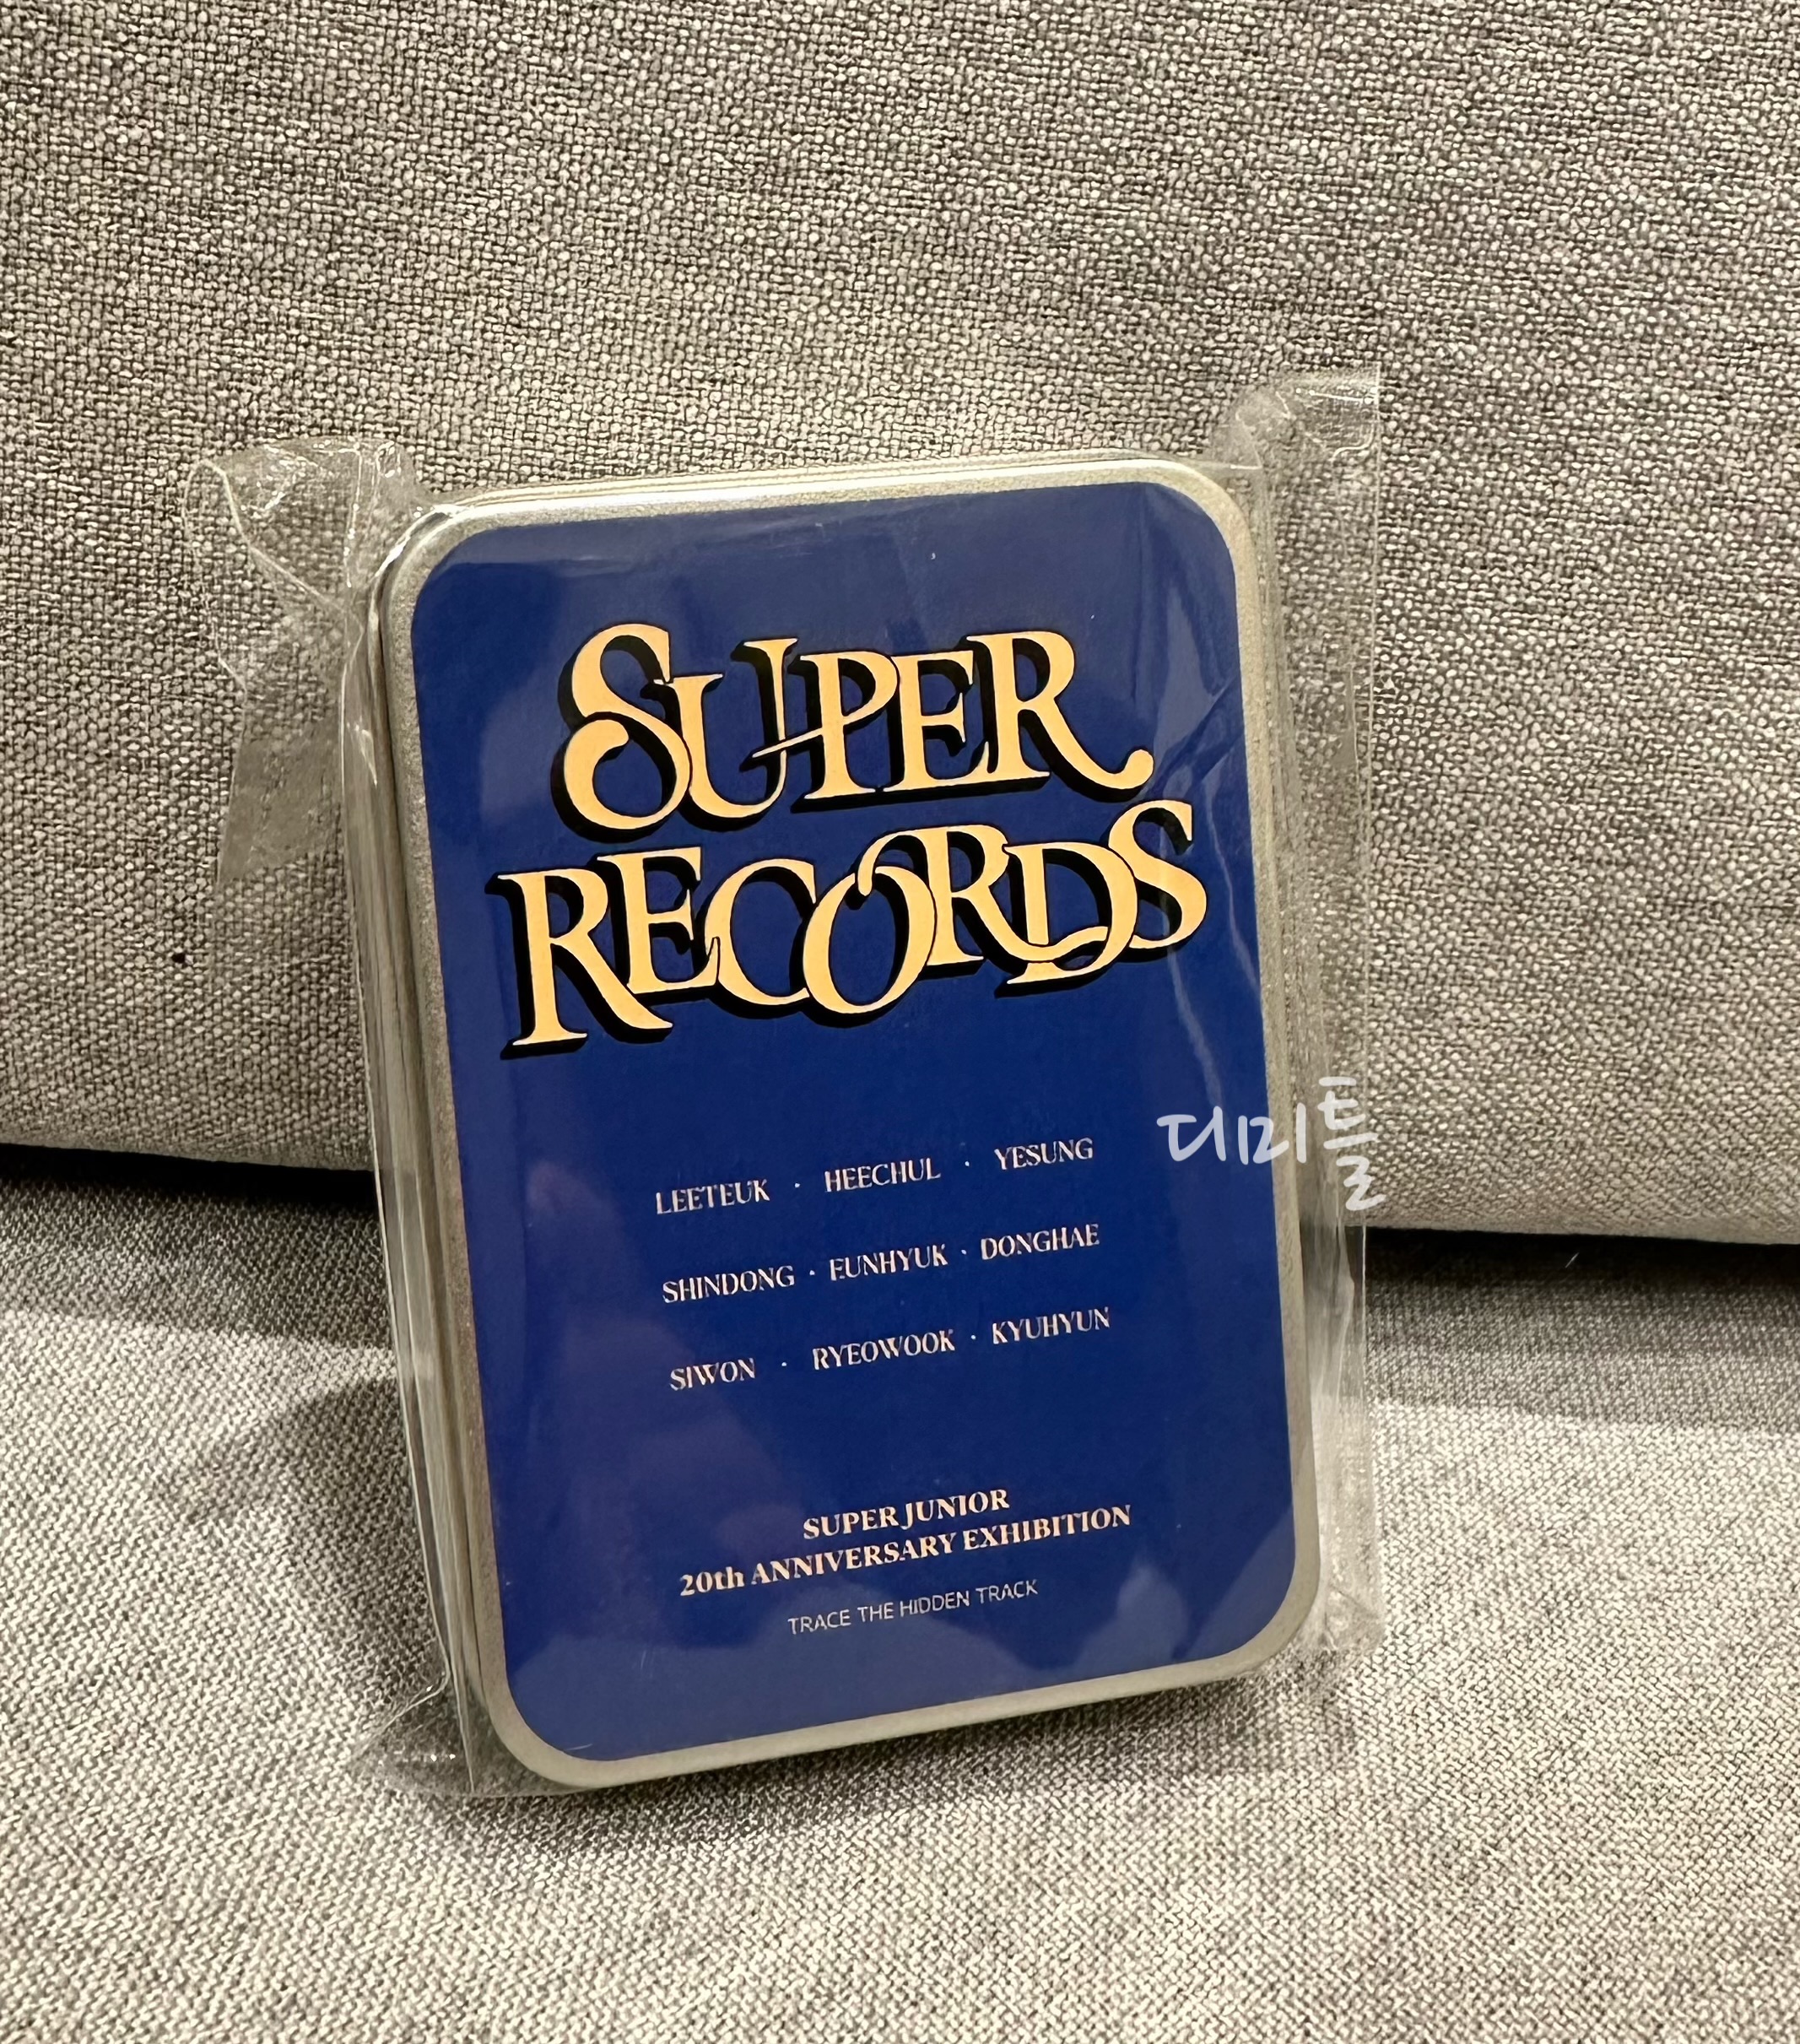 SUPER
RECORDS
LEETEUK · HEECHUL · YESUNG
SHINDONG · EUNHYUK · DONGHAE
SIWON · RYEOWOOK · KYUHYUN
SUPER JUNIOR
20th ANNIVERSARY EXHIBITION
TRACE THE HIDDEN TRACK
디미틀